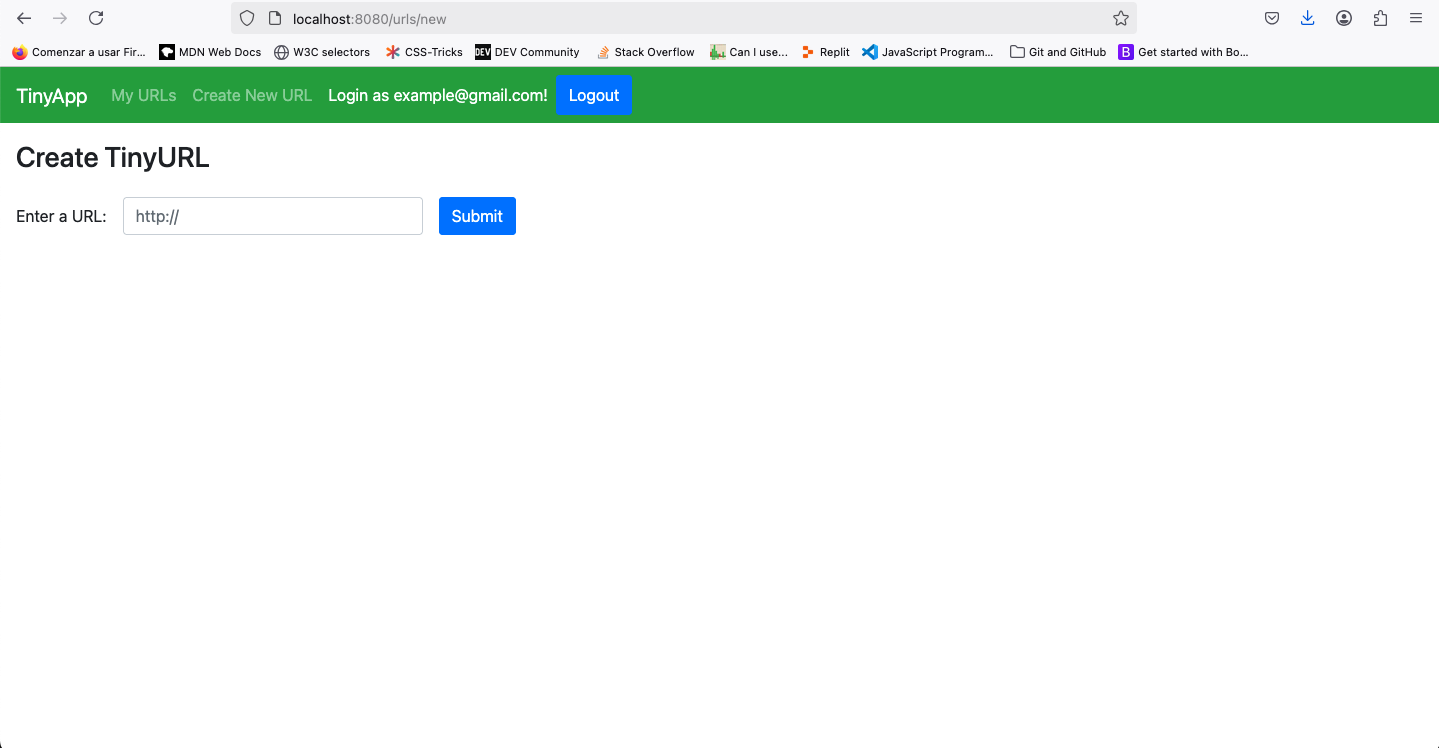 localhost:8080/urls/new
Comenzar a usar Fir... MDN Web Docs W3C selectors CSS-Tricks DEV DEV Community Stack Overflow Can I use... Replit JavaScript Program... Git and GitHub B Get started with Bo...
TinyApp My URLs Create New URL Login as example@gmail.com! Logout
Create TinyURL
Enter a URL: http:// Submit